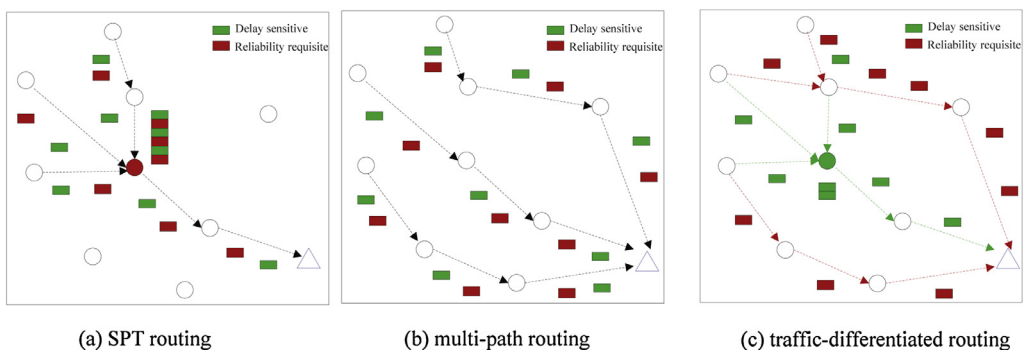 Delay sensitive
Reliability requisite
Delay sensitive
Reliability requisite
Delay sensitive
Reliability requisite
(a) SPT routing
(b) multi-path routing
(c) traffic-differentiated routing